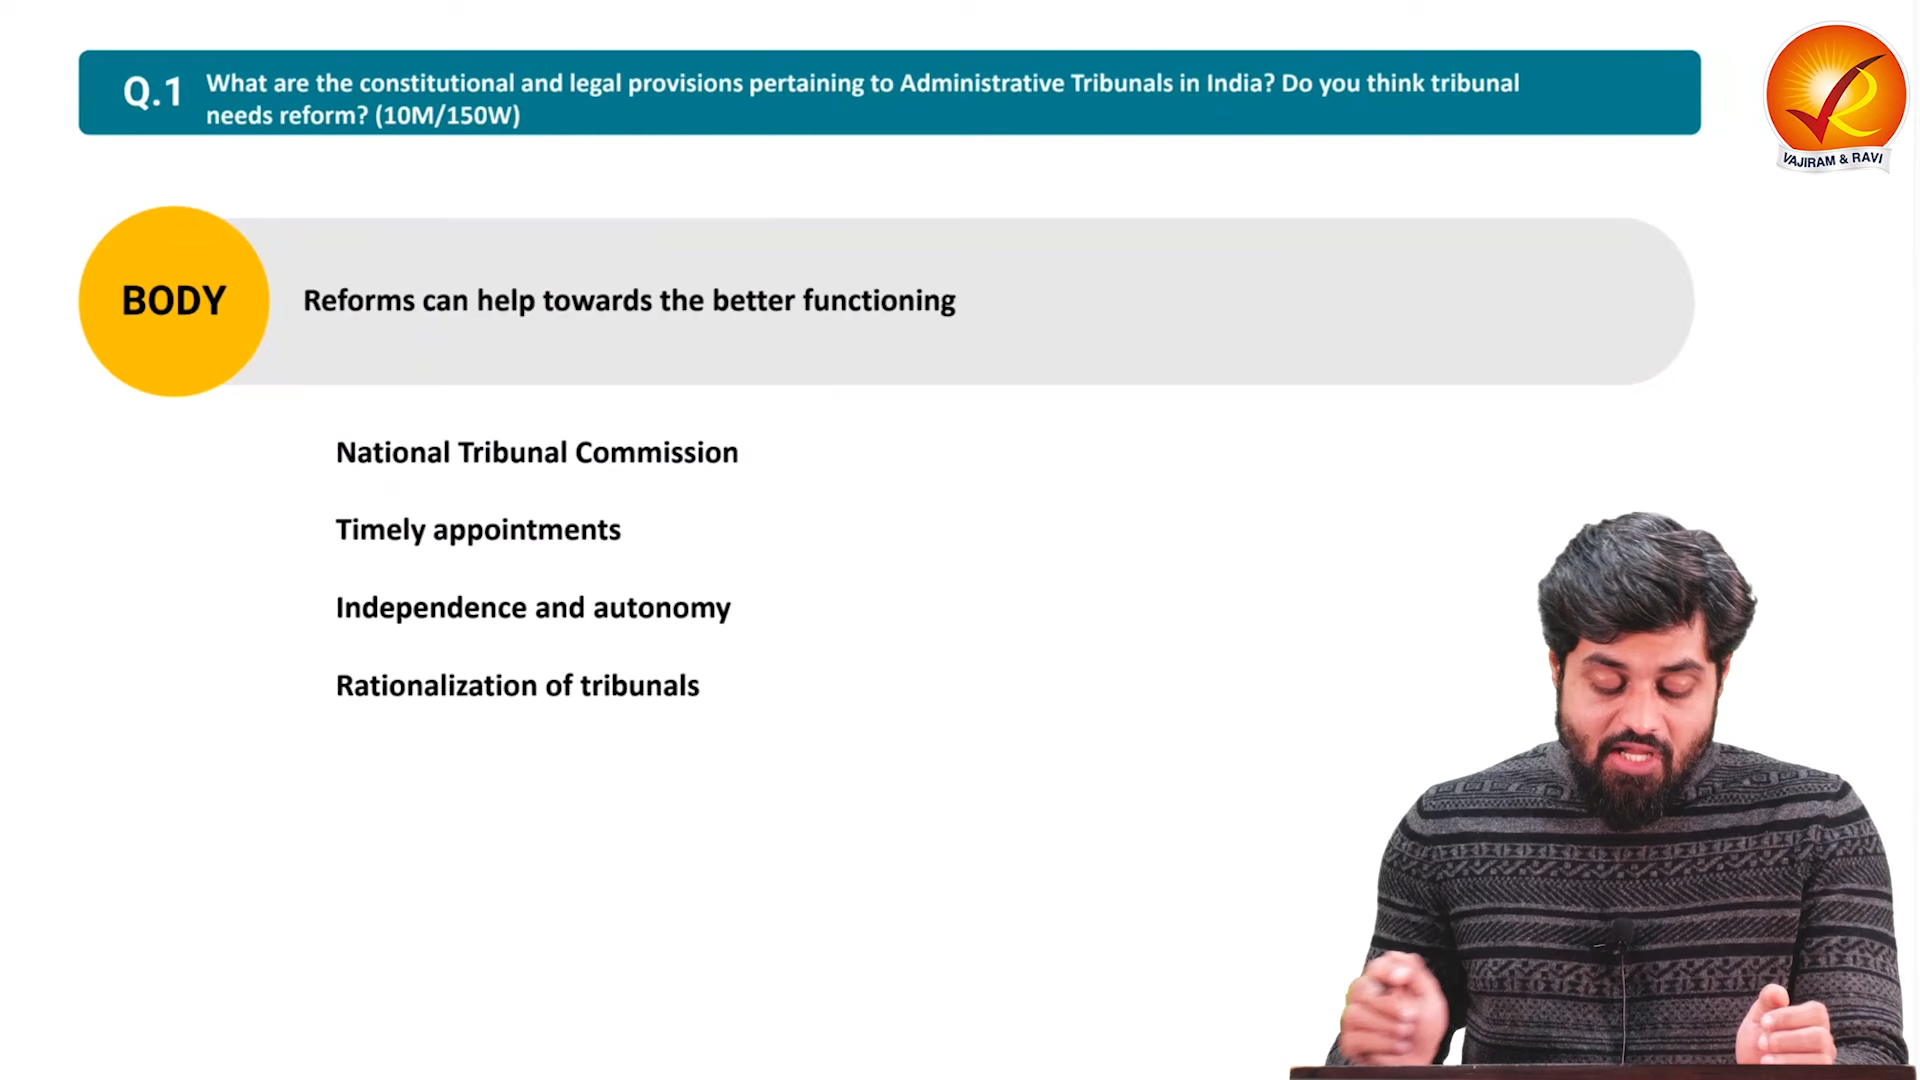 Q.1
What are the constitutional and legal provisions pertaining to Administrative Tribunals in India? Do you think tribunal
needs reform? (10M/150W)
VAJIRAM & RAVI
BODY
Reforms can help towards the better functioning
National Tribunal Commission
Timely appointments
Independence and autonomy
Rationalization of tribunals